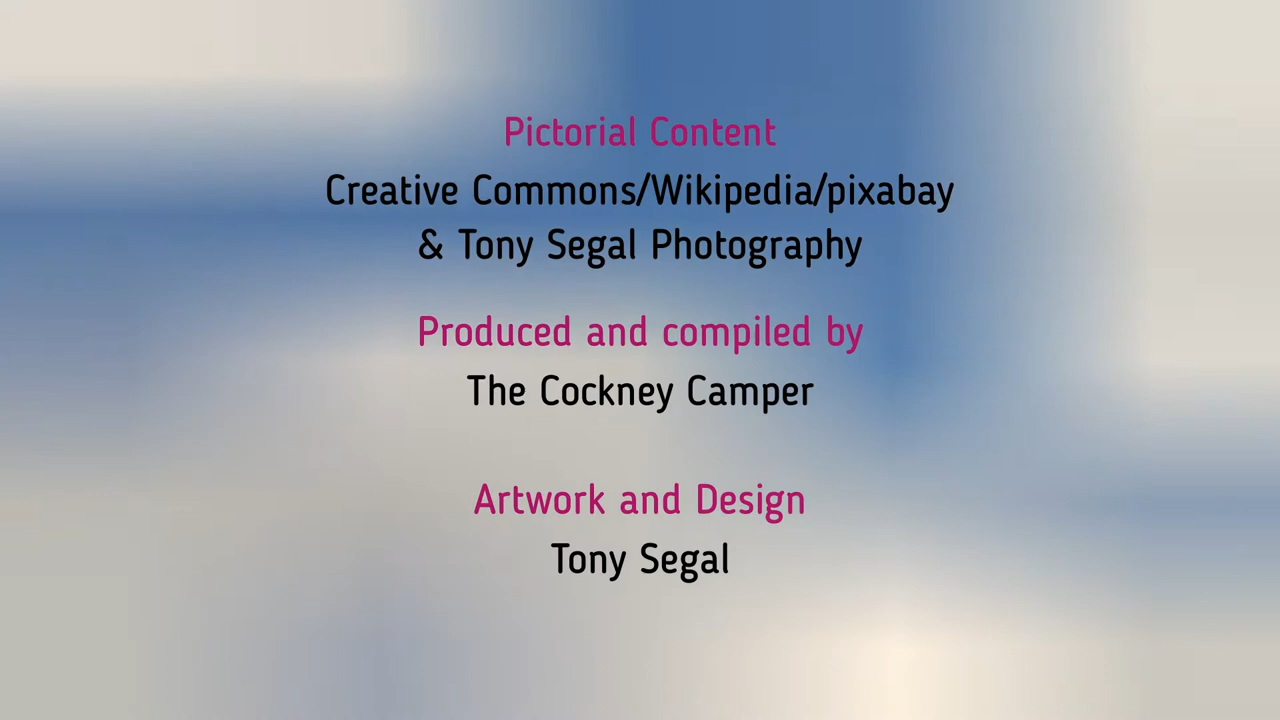 Pictorial Content
Creative Commons/Wikipedia/pixabay
& Tony Segal Photography
Produced and compiled by
The Cockney Camper
Artwork and Design
Tony Segal